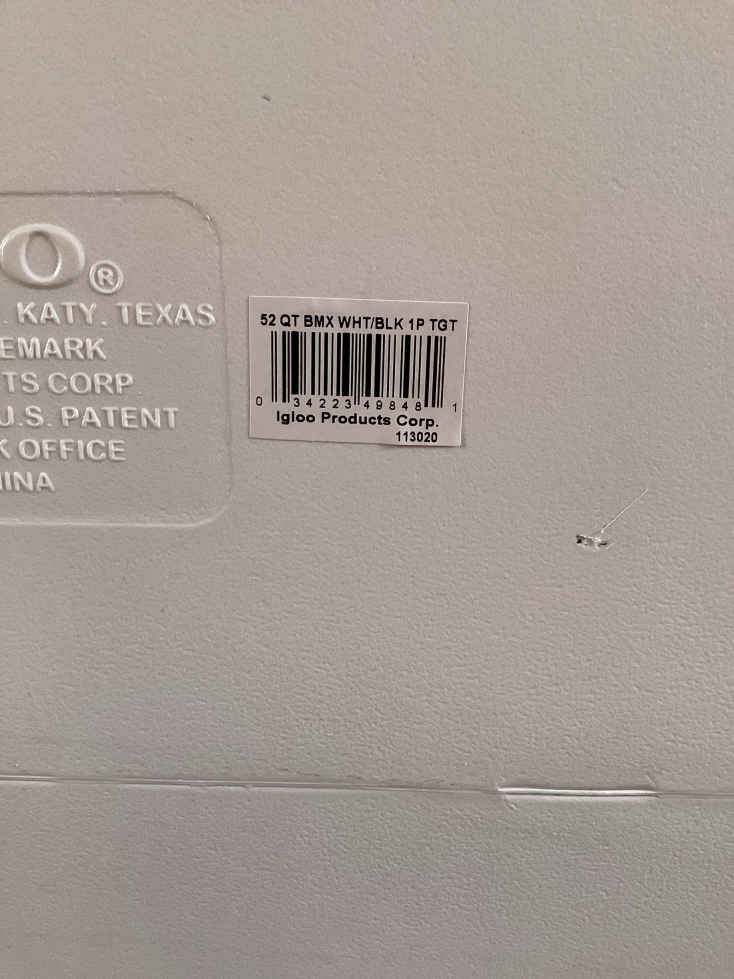 O®
. KATY, TEXAS
EMARK
TS CORP.
U.S. PATENT
K OFFICE
INA
52 QT BMX WHT/BLK 1P TGT
0 34223 49848 1
Igloo Products Corp.
113020